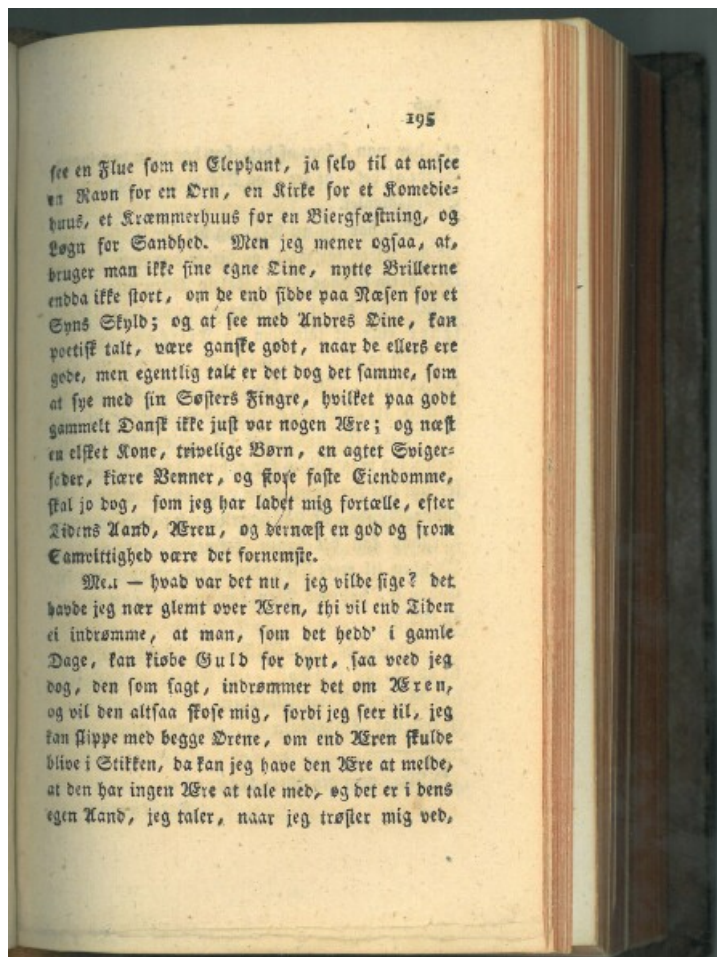 195
see en Flue som en Elephant, ja selv til at ansee
en Ravn for en Ørn, en Kirke for et Komedie=
huus, et Kræmmerhuus for en Biergfæstning, og
Løgn for Sandhed. Men jeg mener ogsaa, at,
bruger man ikke sine egne Øine, nytte Brillerne
endda ikke stort, om de end sidde paa Næsen for et
Syns Skyld; og at see med Andres Øine, kan
poetisk talt, være ganske godt, naar de ellers ere
gode, men egentlig talt er det dog det samme, som
at sye med sin Søsters Fingre, hvilket paa godt
gammelt Dansk ikke just var nogen Ære; og næst
en elsket Kone, trivelige Børn, en agtet Sviger=
feder, kiære Venner, og store faste Eiendomme,
skal jo dog, som jeg har ladet mig fortælle, efter
Tidens Aand, Æren, og dernæst en god og from
Samvittighed være det fornemste.
Men — hvad var det nu, jeg vilde sige? det
havde jeg nær glemt over Æren, thi vil end Tiden
ei indrømme, at man, som det hedd' i gamle
Dage, kan kiøbe Guld for dyrt, saa veed jeg
dog, den som sagt, indrømmer det om Æren,
og vil den altsaa skose mig, fordi jeg seer til, jeg
kan slippe med begge Ørene, om end Æren skulde
blive i Stikken, da kan jeg have den Ære at melde,
at den har ingen Ære at tale med, og det er i dens
egen Aand, jeg taler, naar jeg trøster mig ved,